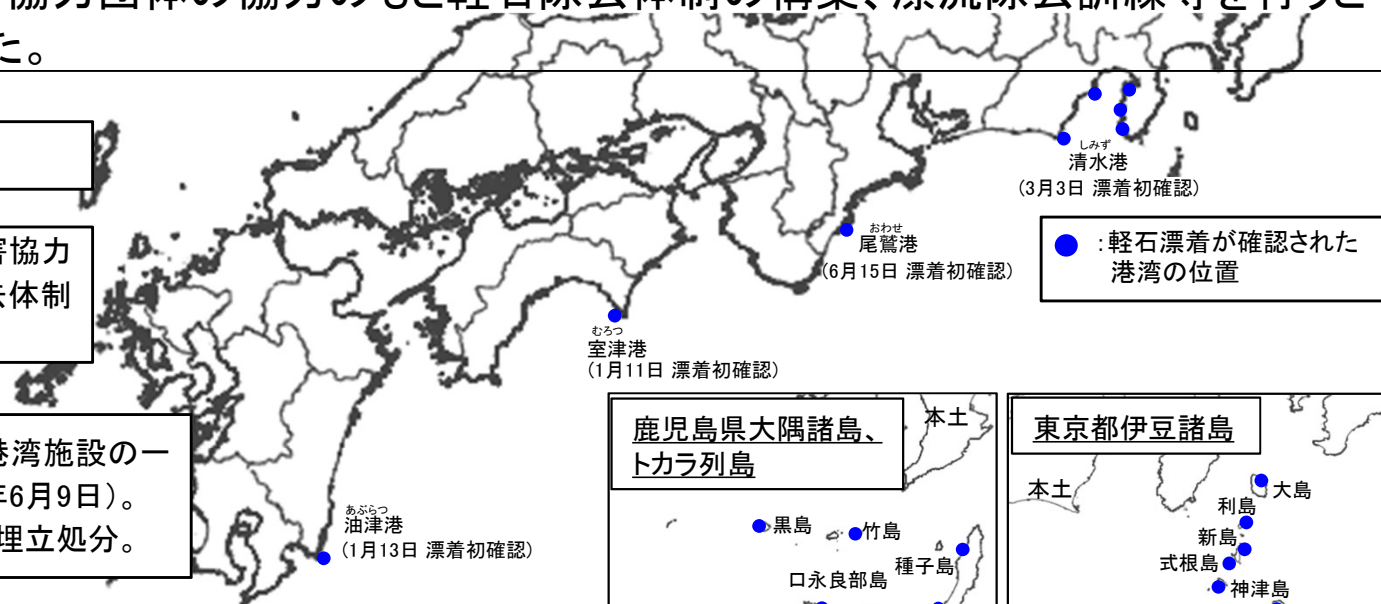 協力団体の協力のもと軽石除去体制の構築、漂流除去訓練等を行うと
た。
害協力
去体制
港湾施設の一
年6月9日）。
埋立処分。
しみず
清水港
(3月3日 漂着初確認)
おわせ
尾鷲港
(6月15日 漂着初確認)
：軽石漂着が確認された
港湾の位置
むろつ
室津港
(1月11日 漂着初確認)
あぶらつ
油津港
(1月13日 漂着初確認)
鹿児島県大隅諸島、
トカラ列島
本土
黒島
竹島
種子島
口永良部島
東京都伊豆諸島
本土
大島
利島
新島
式根島
神津島